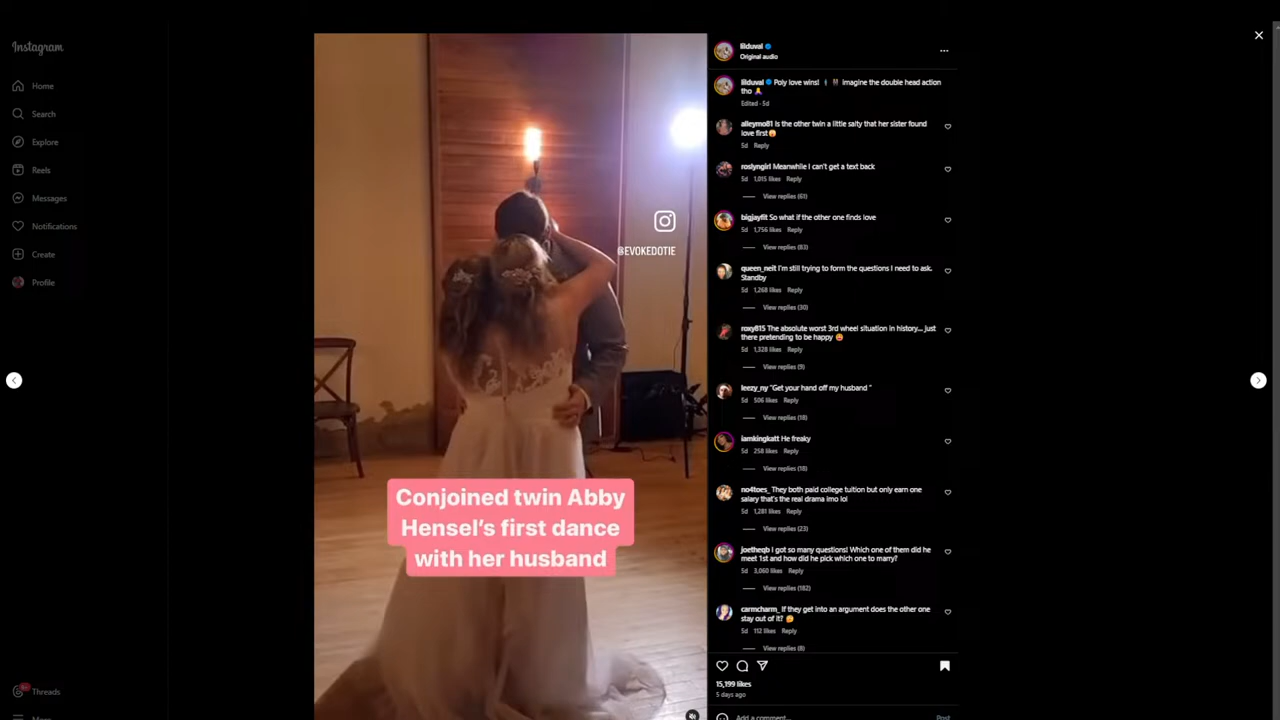 Instagram
Home
Search
Explore
Reels
Messages
Notifications
Create
Profile
Threads
@EVOKEDOTIE
Conjoined twin Abby
Hensel's first dance
with her husband
lilduval
Original audio
lilduval Poly love wins! imagine the double head action
tho
Edited · 5d
alleymo81 Is the other twin a little salty that her sister found
love first
5d Reply
roslyngirl Meanwhile I can't get a text back
5d 1,015 likes Reply
View replies (61)
bigjayfit So what if the other one finds love
5d 1,756 likes Reply
View replies (83)
queen_neit I'm still trying to form the questions I need to ask.
Standby
5d 1,268 likes Reply
View replies (30)
roxy815 The absolute worst 3rd wheel situation in history... just
there pretending to be happy
5d 1,328 likes Reply
View replies (9)
leezy_ny "Get your hand off my husband "
5d 506 likes Reply
View replies (18)
iamkingkatt He freaky
5d 258 likes Reply
View replies (18)
no4toes_ They both paid college tuition but only earn one
salary that's the real drama imo lol
5d 1,281 likes Reply
View replies (23)
joetheqb I got so many questions! Which one of them did he
meet 1st and how did he pick which one to marry?
5d 3,060 likes Reply
View replies (182)
carmcharm_ If they get into an argument does the other one
stay out of it?
5d 112 likes Reply
View replies (8)
15,199 likes
5 days ago
Add a comment...
Post